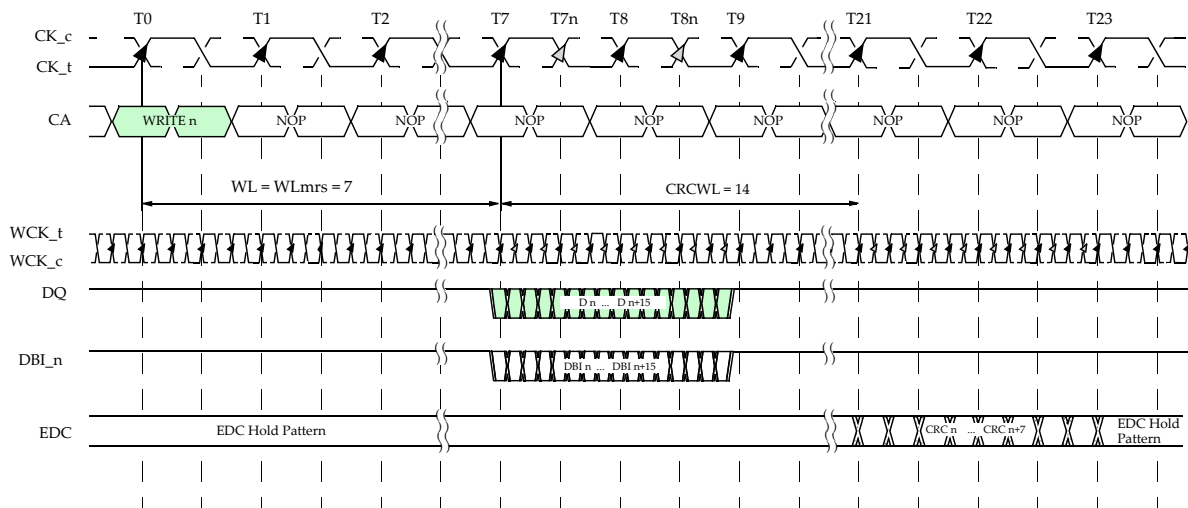 T0 T1 T2 T7 T7n T8 T8n T9 T21 T22 T23
CK_c
CK_t
CA WRITE n NOP NOP NOP NOP NOP NOP NOP NOP
WL = WLmrs = 7 CRCWL = 14
WCK_t
WCK_c
DQ D n ... D n+15
DBI_n DBI n ... DBI n+15
EDC EDC Hold Pattern CRC n ... CRC n+7 EDC Hold
Pattern